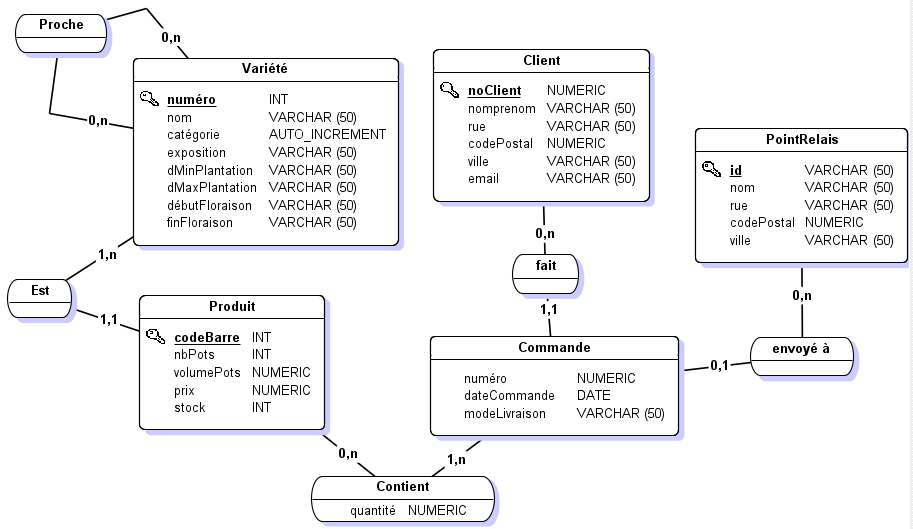 Proche
0,n
0,n
Variété
numéro INT
nom VARCHAR (50)
catégorie AUTO_INCREMENT
exposition VARCHAR (50)
dMinPlantation VARCHAR (50)
dMaxPlantation VARCHAR (50)
débutFloraison VARCHAR (50)
finFloraison VARCHAR (50)
Client
noClient NUMERIC
nomprenom VARCHAR (50)
rue VARCHAR (50)
codePostal NUMERIC
ville VARCHAR (50)
email VARCHAR (50)
PointRelais
id VARCHAR (50)
nom VARCHAR (50)
rue VARCHAR (50)
codePostal NUMERIC
ville VARCHAR (50)
1,n
Est
1,1
0,n
fait
1,1
0,n
envoyé à
0,1
Produit
codeBarre INT
nbPots INT
volumePots NUMERIC
prix NUMERIC
stock INT
Commande
numéro NUMERIC
dateCommande DATE
modeLivraison VARCHAR (50)
0,n
1,n
Contient
quantité NUMERIC